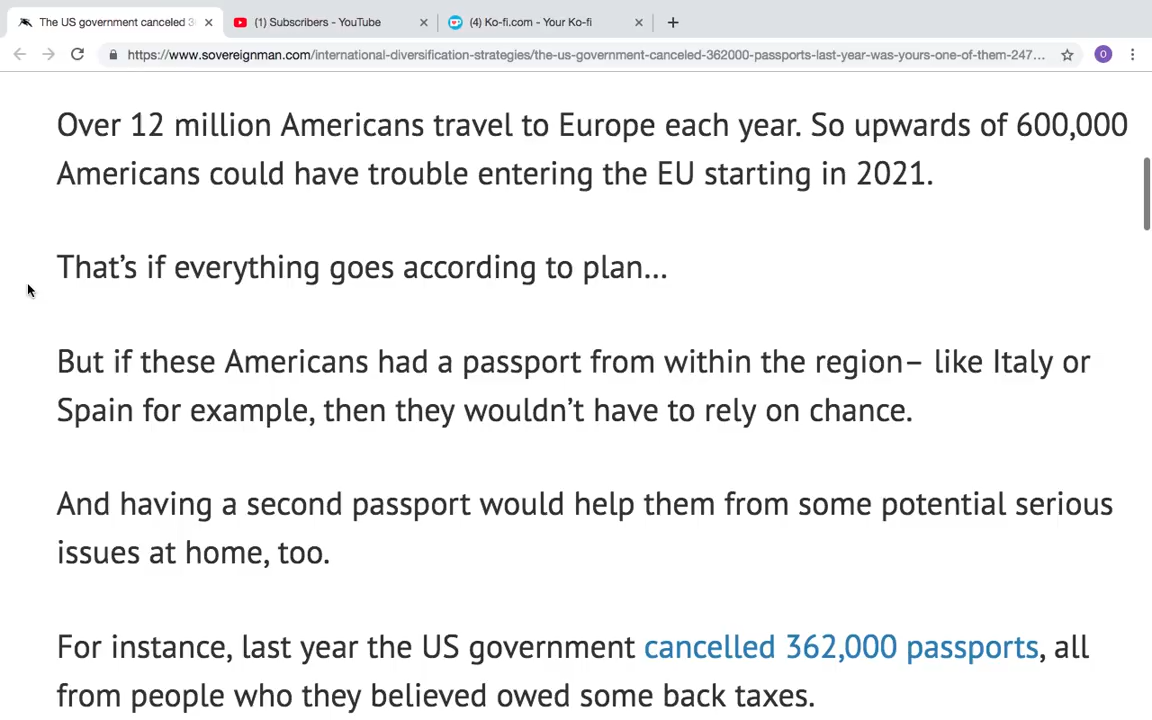 The US government canceled 3
(1) Subscribers - YouTube
(4) Ko-fi.com - Your Ko-fi
https://www.sovereignman.com/international-diversification-strategies/the-us-government-canceled-362000-passports-last-year-was-yours-one-of-them-247...
O
Over 12 million Americans travel to Europe each year. So upwards of 600,000
Americans could have trouble entering the EU starting in 2021.
That’s if everything goes according to plan…
But if these Americans had a passport from within the region– like Italy or
Spain for example, then they wouldn’t have to rely on chance.
And having a second passport would help them from some potential serious
issues at home, too.
For instance, last year the US government cancelled 362,000 passports, all
from people who they believed owed some back taxes.